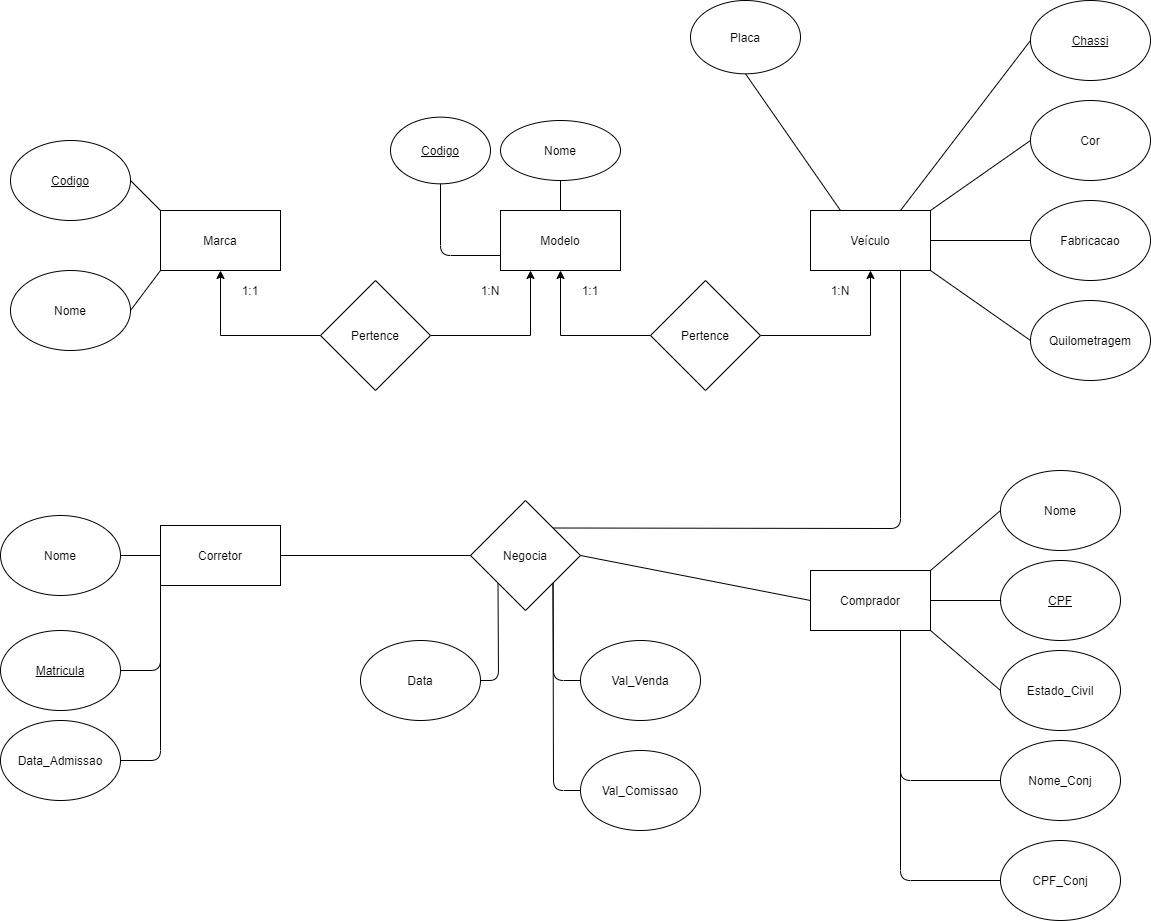 Placa
Chassi
Codigo
Nome
Cor
Codigo
Marca
Modelo
Veículo
Fabricacao
1:1
1:N
1:1
1:N
Nome
Pertence
Pertence
Quilometragem
Nome
Nome
Corretor
Negocia
Comprador
CPF
Matricula
Data
Val_Venda
Estado_Civil
Data_Admissao
Val_Comissao
Nome_Conj
CPF_Conj